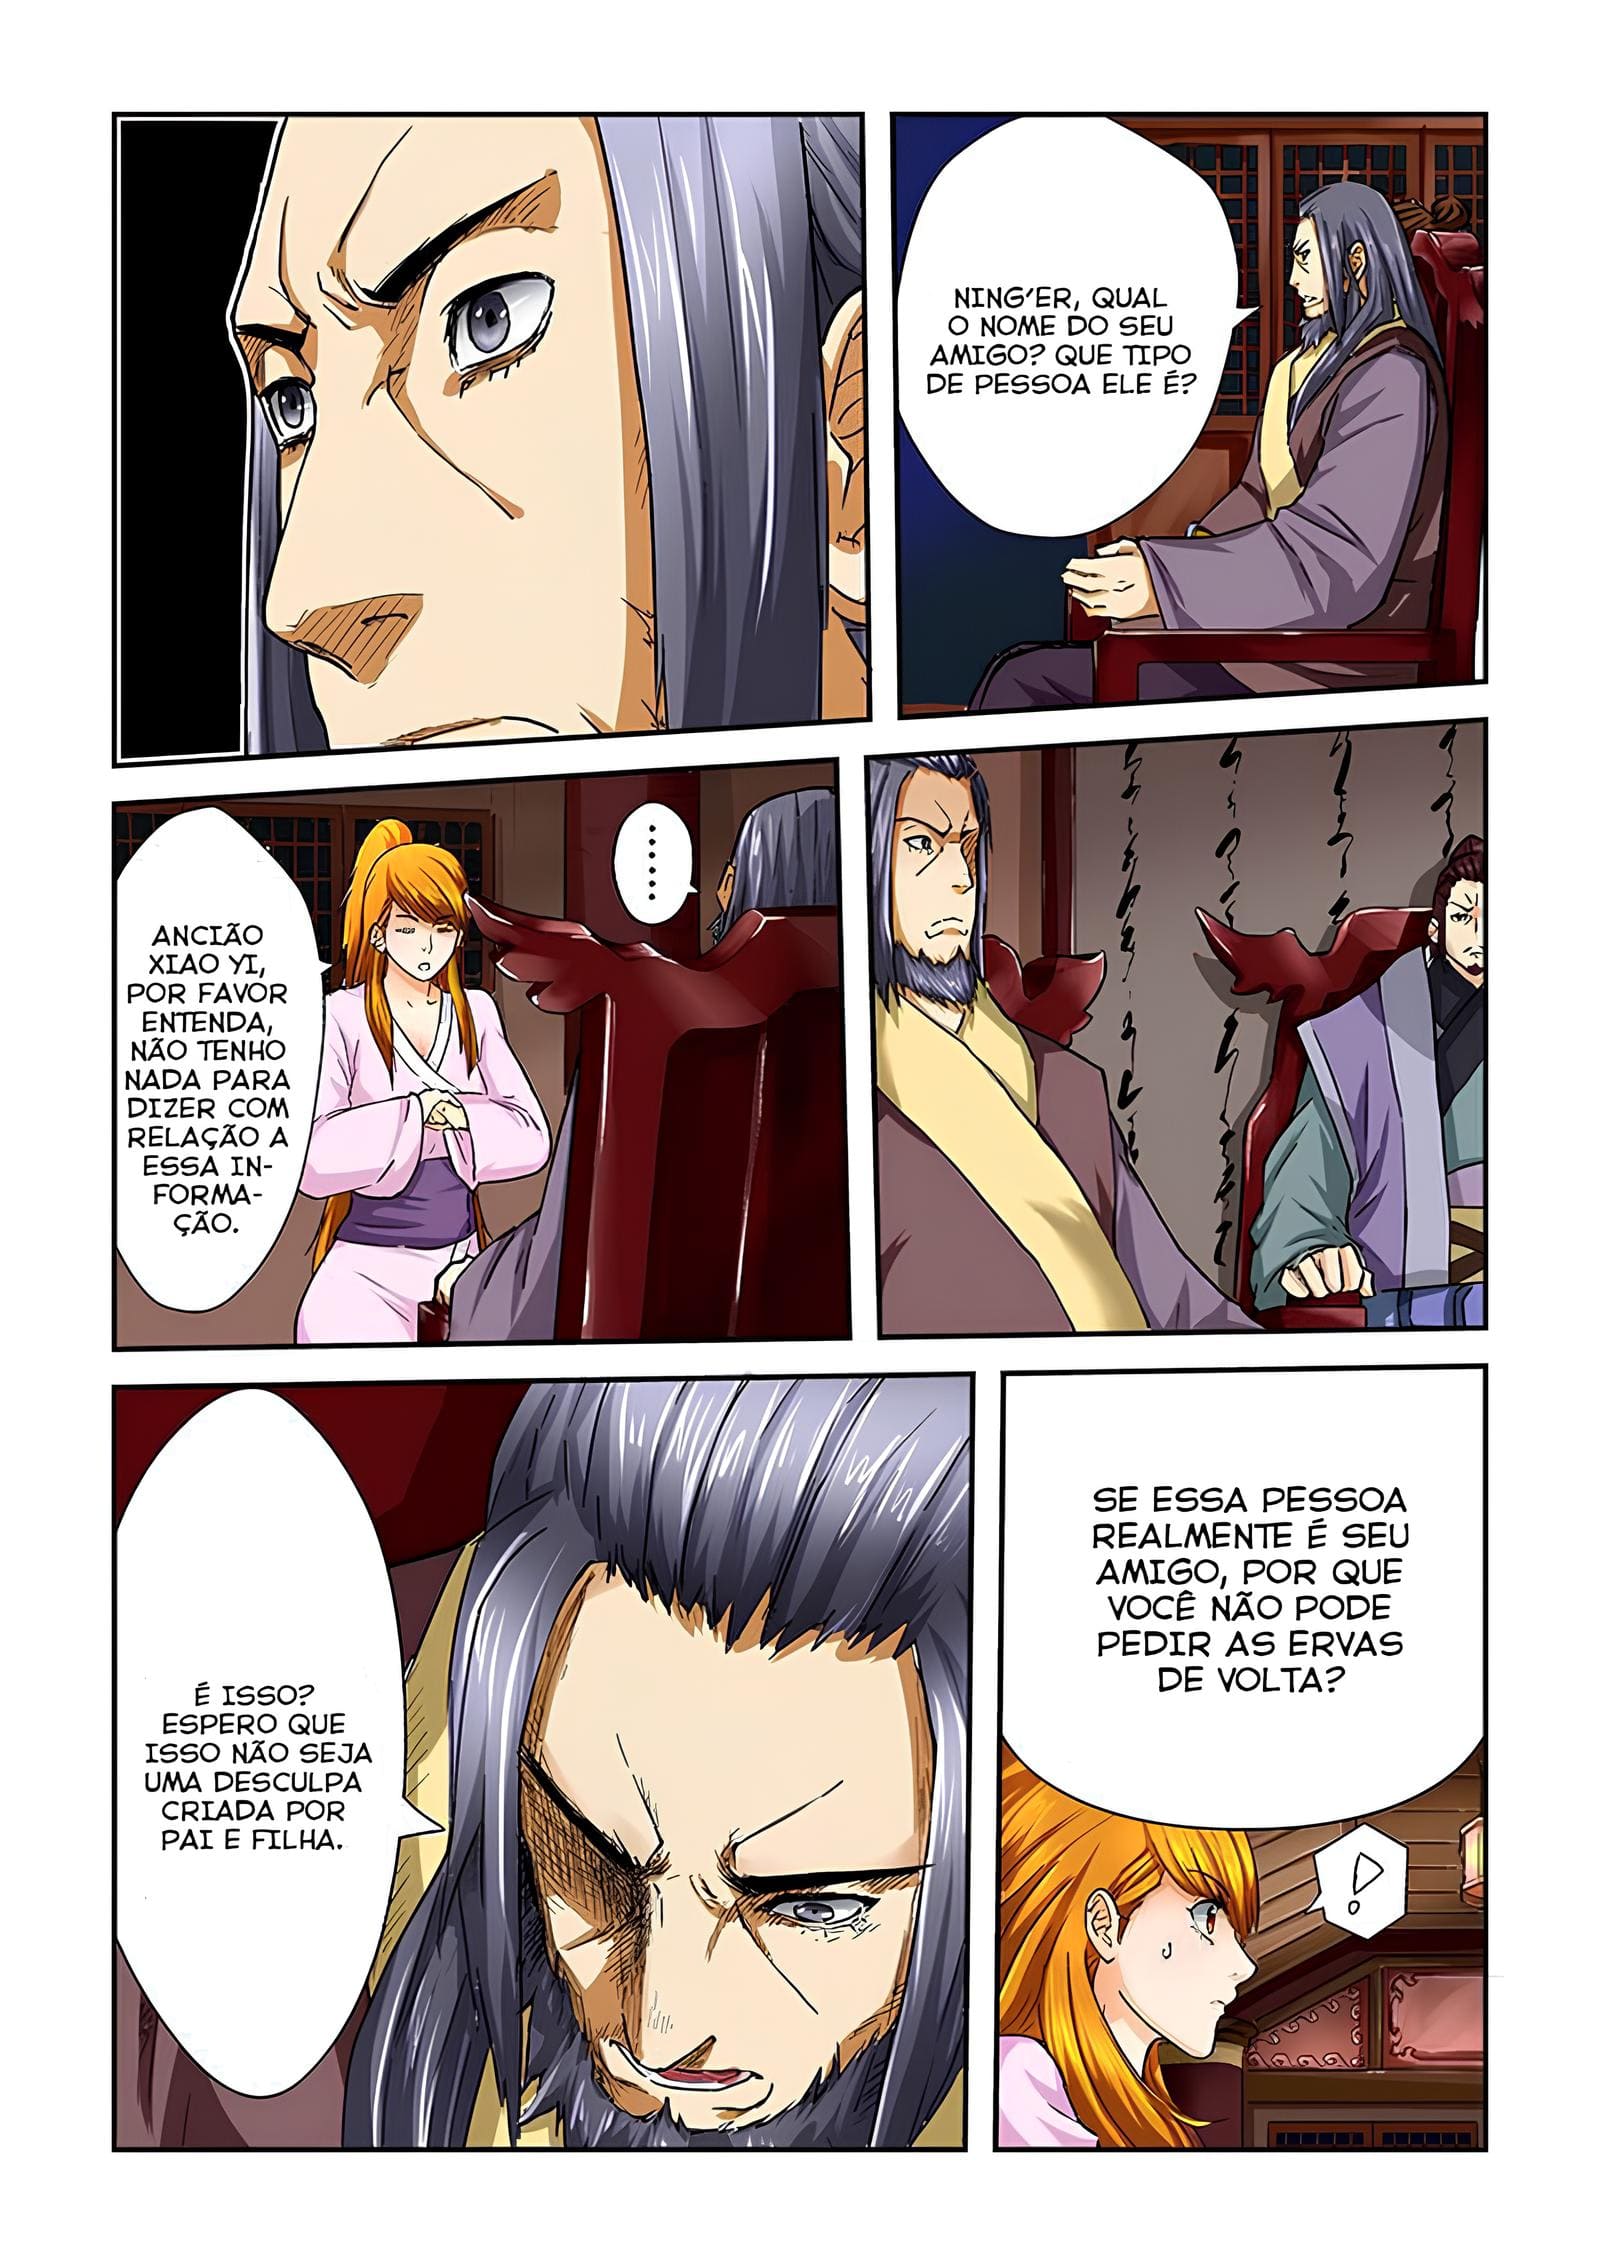 NING'ER, QUAL
O NOME DO SEU
AMIGO? QUE TIPO
DE PESSOA ELE É?
......
ANCIÃO
XIAO YI,
POR FAVOR
ENTENDA,
NÃO TENHO
NADA PARA
DIZER COM
RELAÇÃO A
ESSA IN-
FORMA-
ÇÃO.
SE ESSA PESSOA
REALMENTE É SEU
AMIGO, POR QUE
VOCÊ NÃO PODE
PEDIR AS ERVAS
DE VOLTA?
!
É ISSO?
ESPERO QUE
ISSO NÃO SEJA
UMA DESCULPA
CRIADA POR
PAI E FILHA.